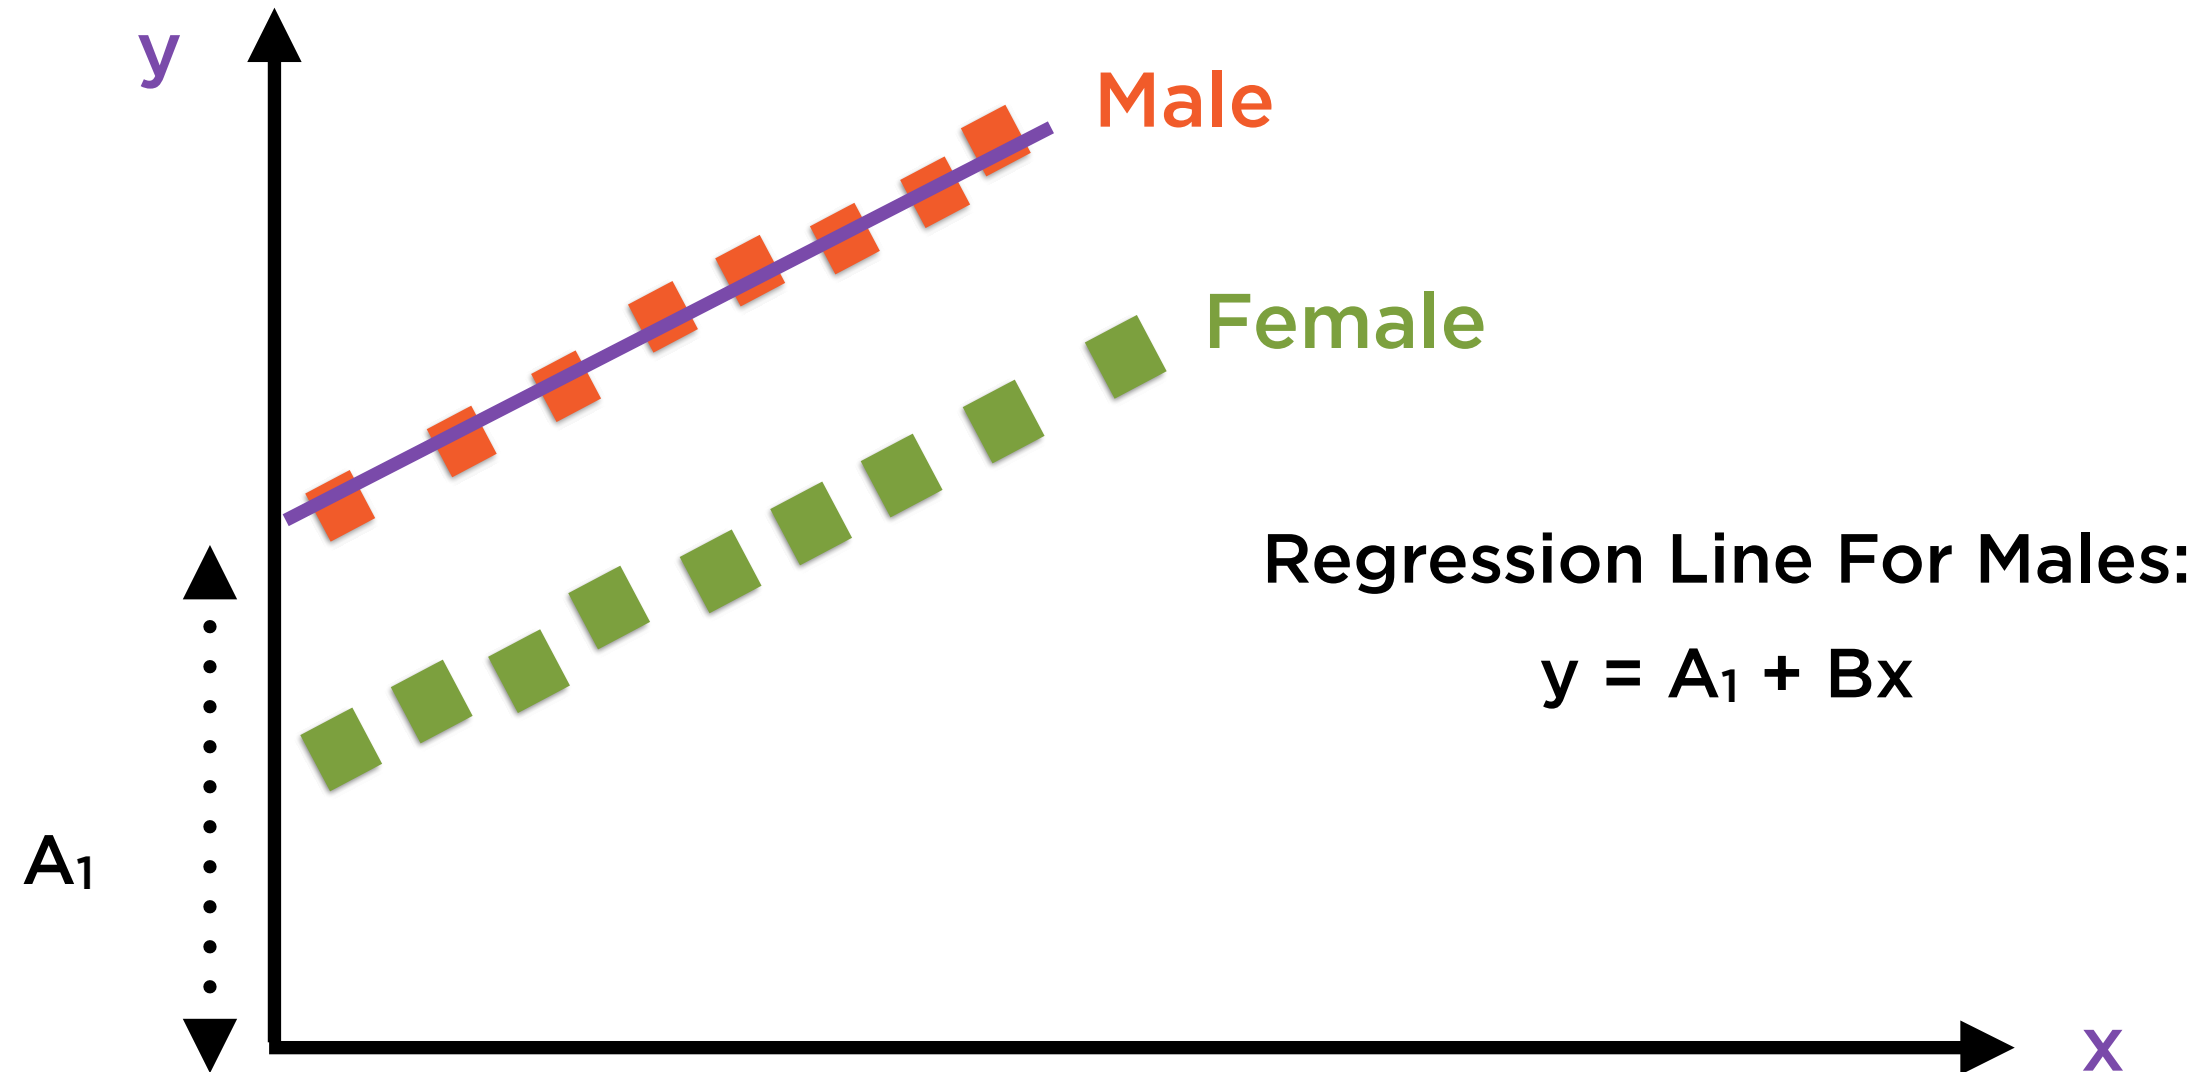 y
Male
Female
Regression Line For Males:
y = A₁ + Bx
A₁
x